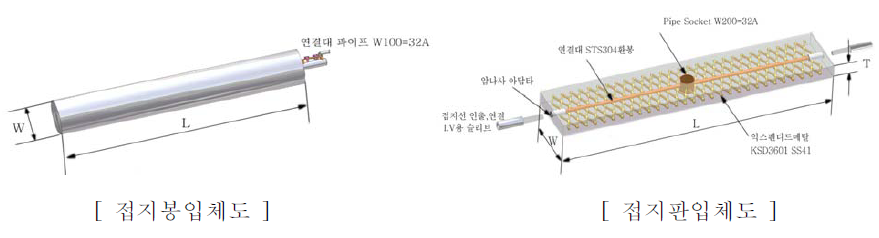 연결대 파이프 W100=32A
W
L
[ 접지봉입체도 ]
Pipe Socket W200=32A
연결대 STS304환봉
암나사 아답타
T
접지선 인출,연결
LV용 슬리브
L
W
익스펜디드메탈
KSD3601 SS41
[ 접지판입체도 ]